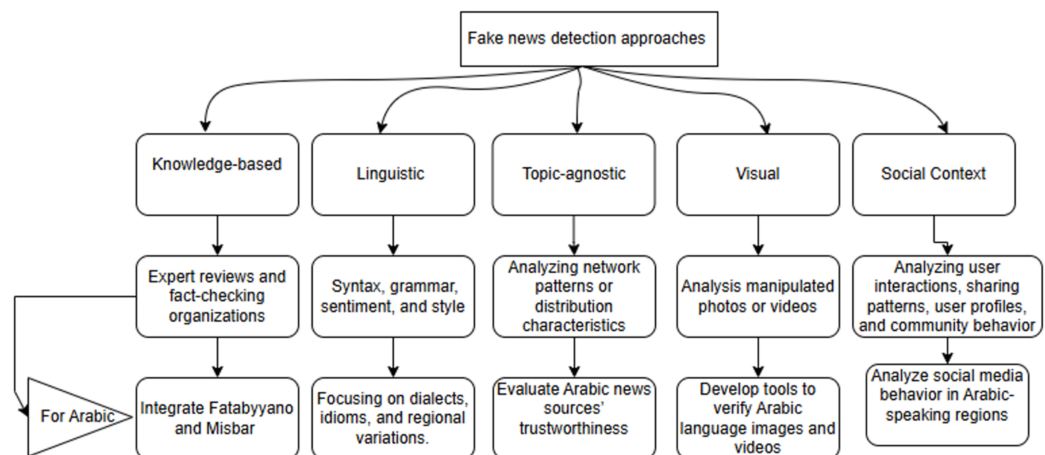 Fake news detection approaches
Knowledge-based
Linguistic
Topic-agnostic
Visual
Social Context
Expert reviews and
fact-checking
organizations
Syntax, grammar,
sentiment, and style
Analyzing network
patterns or
distribution
characteristics
Analysis manipulated
photos or videos
Analyzing user
interactions, sharing
patterns, user profiles,
and community behavior
For Arabic
Integrate Fatabyyano
and Misbar
Focusing on dialects,
idioms, and regional
variations.
Evaluate Arabic news
sources'
trustworthiness
Develop tools to
verify Arabic
language images and
videos
Analyze social media
behavior in Arabic-
speaking regions